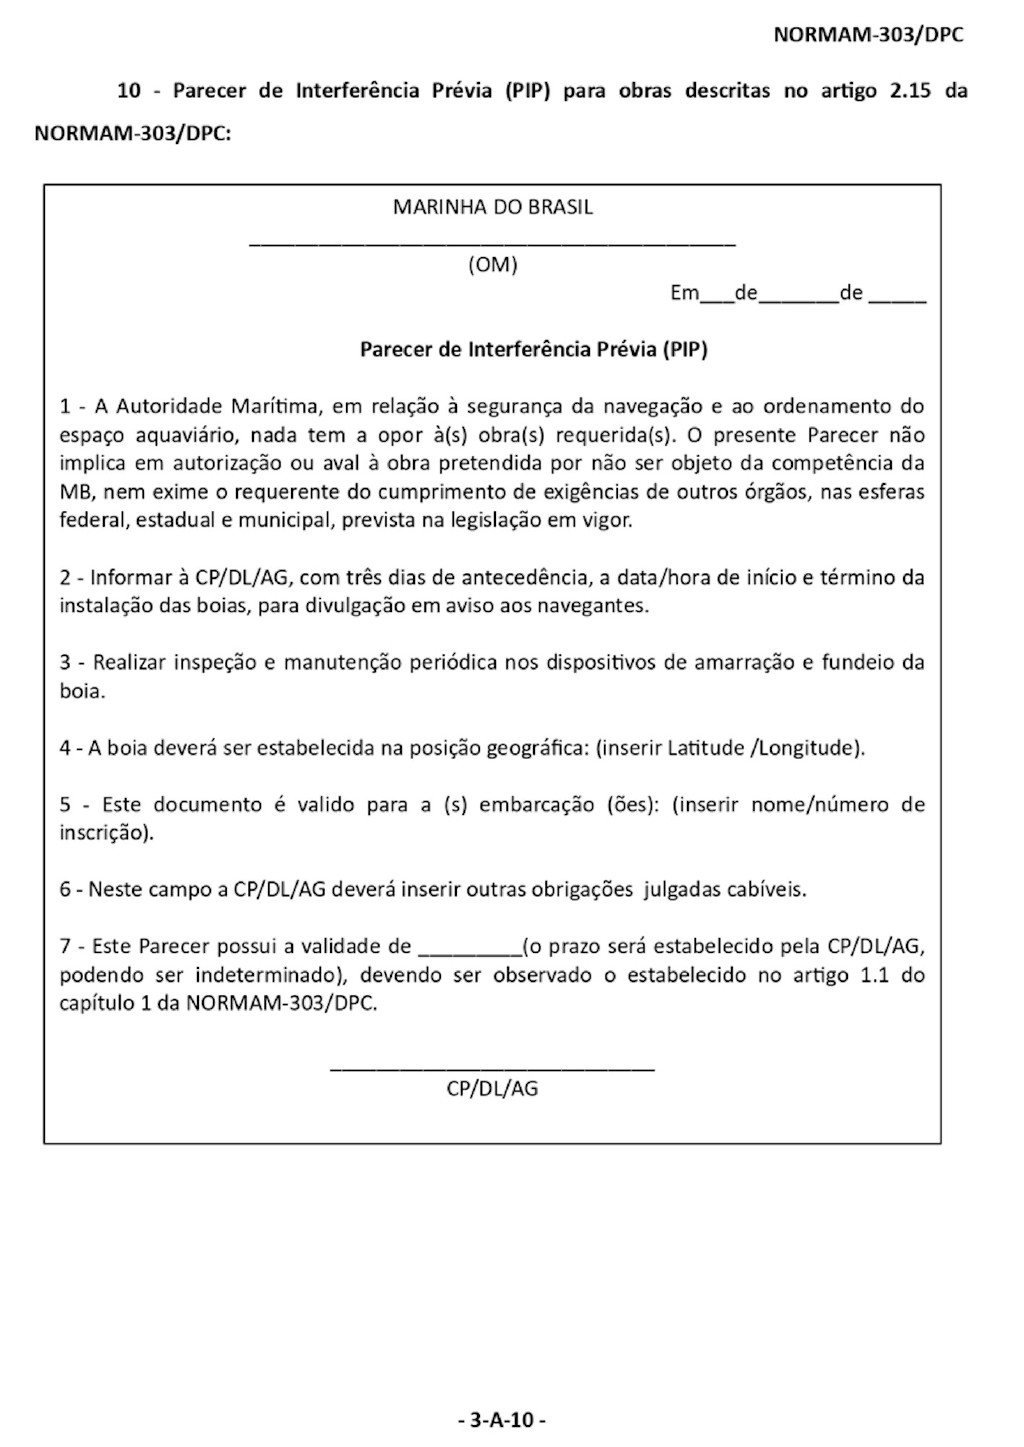 NORMAM-303/DPC
10 - Parecer de Interferência Prévia (PIP) para obras descritas no artigo 2.15 da
NORMAM-303/DPC:
MARINHA DO BRASIL
__________________________________________
(OM)
Em___de_______de _____
Parecer de Interferência Prévia (PIP)
1 - A Autoridade Marítima, em relação à segurança da navegação e ao ordenamento do
espaço aquaviário, nada tem a opor à(s) obra(s) requerida(s). O presente Parecer não
implica em autorização ou aval à obra pretendida por não ser objeto da competência da
MB, nem exime o requerente do cumprimento de exigências de outros órgãos, nas esferas
federal, estadual e municipal, prevista na legislação em vigor.
2 - Informar à CP/DL/AG, com três dias de antecedência, a data/hora de início e término da
instalação das boias, para divulgação em aviso aos navegantes.
3 - Realizar inspeção e manutenção periódica nos dispositivos de amarração e fundeio da
boia.
4 - A boia deverá ser estabelecida na posição geográfica: (inserir Latitude /Longitude).
5 - Este documento é valido para a (s) embarcação (ões): (inserir nome/número de
inscrição).
6 - Neste campo a CP/DL/AG deverá inserir outras obrigações julgadas cabíveis.
7 - Este Parecer possui a validade de _________(o prazo será estabelecido pela CP/DL/AG,
podendo ser indeterminado), devendo ser observado o estabelecido no artigo 1.1 do
capítulo 1 da NORMAM-303/DPC.
____________________________
CP/DL/AG
- 3-A-10 -